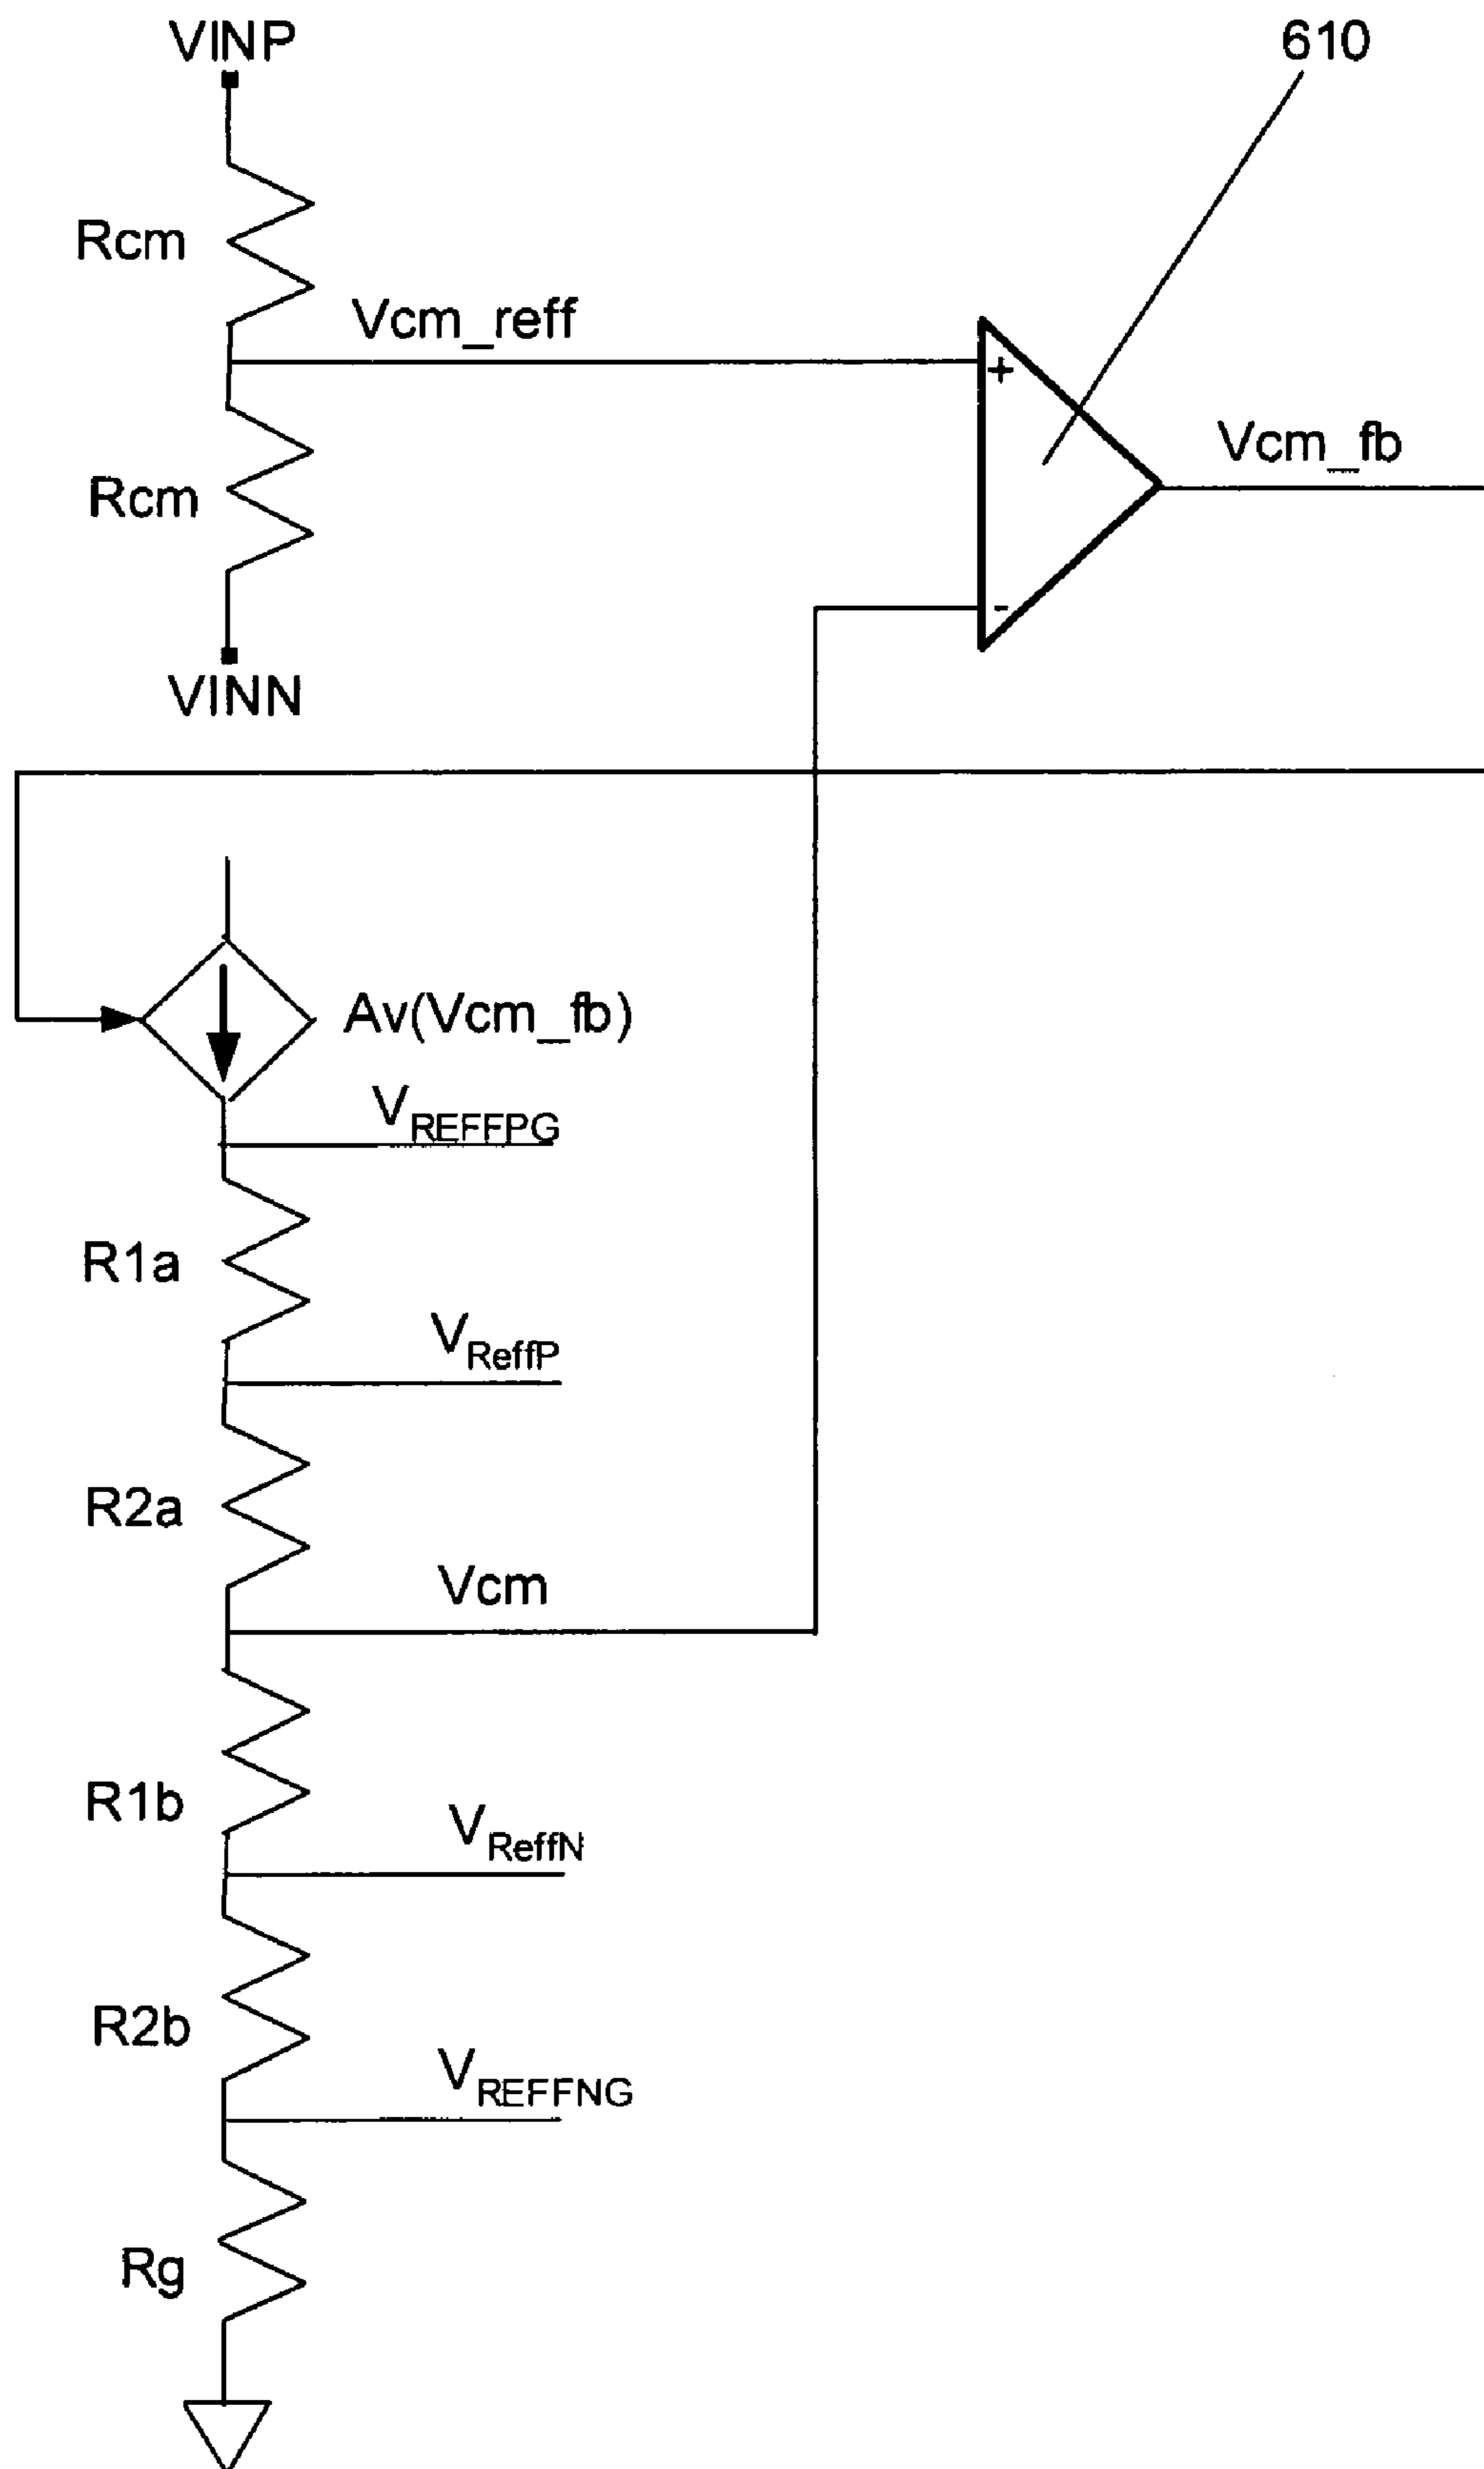 VINP
610
Rcm
Vcm_reff
+
Rcm
Vcm_fb
-
VINN
Av(Vcm_fb)
VREFFPG
R1a
VReffP
R2a
Vcm
R1b
VReffN
R2b
VREFFNG
Rg